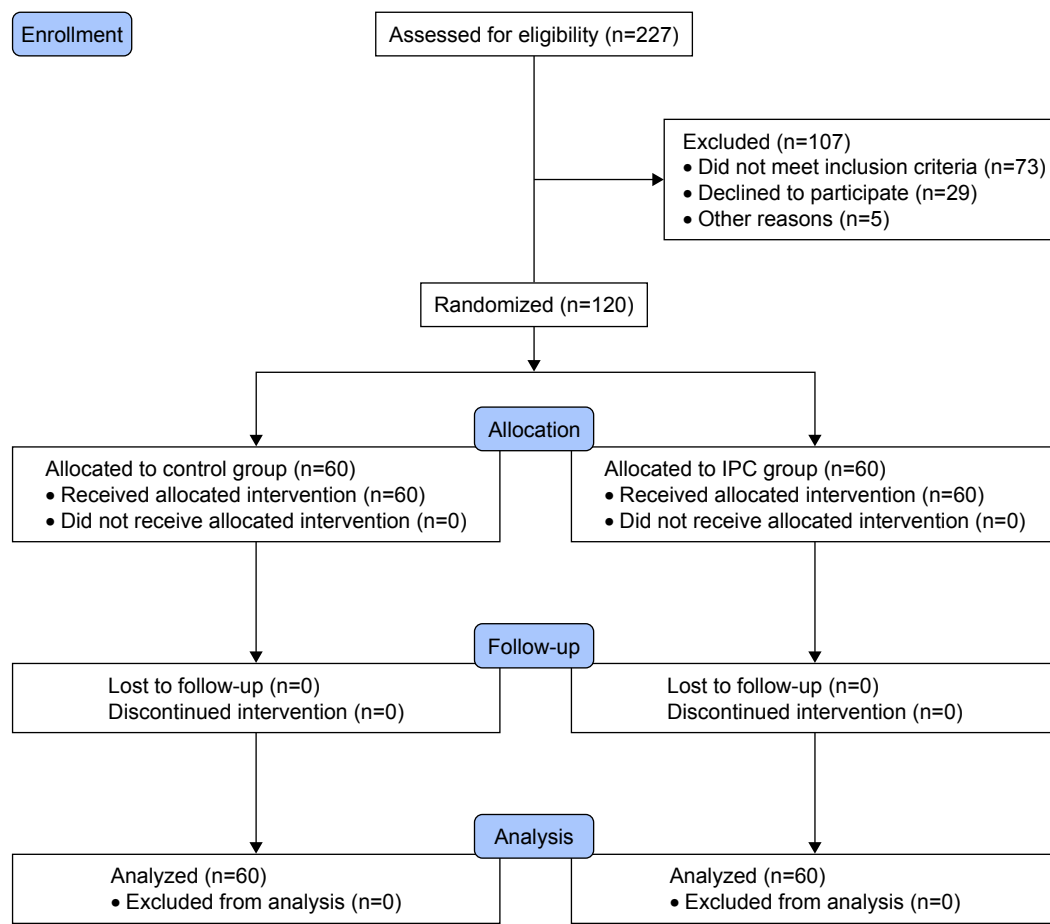 Enrollment
Assessed for eligibility (n=227)
Excluded (n=107)
• Did not meet inclusion criteria (n=73)
• Declined to participate (n=29)
• Other reasons (n=5)
Randomized (n=120)
Allocation
Allocated to control group (n=60)
• Received allocated intervention (n=60)
• Did not receive allocated intervention (n=0)
Allocated to IPC group (n=60)
• Received allocated intervention (n=60)
• Did not receive allocated intervention (n=0)
Follow-up
Lost to follow-up (n=0)
Discontinued intervention (n=0)
Lost to follow-up (n=0)
Discontinued intervention (n=0)
Analysis
Analyzed (n=60)
• Excluded from analysis (n=0)
Analyzed (n=60)
• Excluded from analysis (n=0)